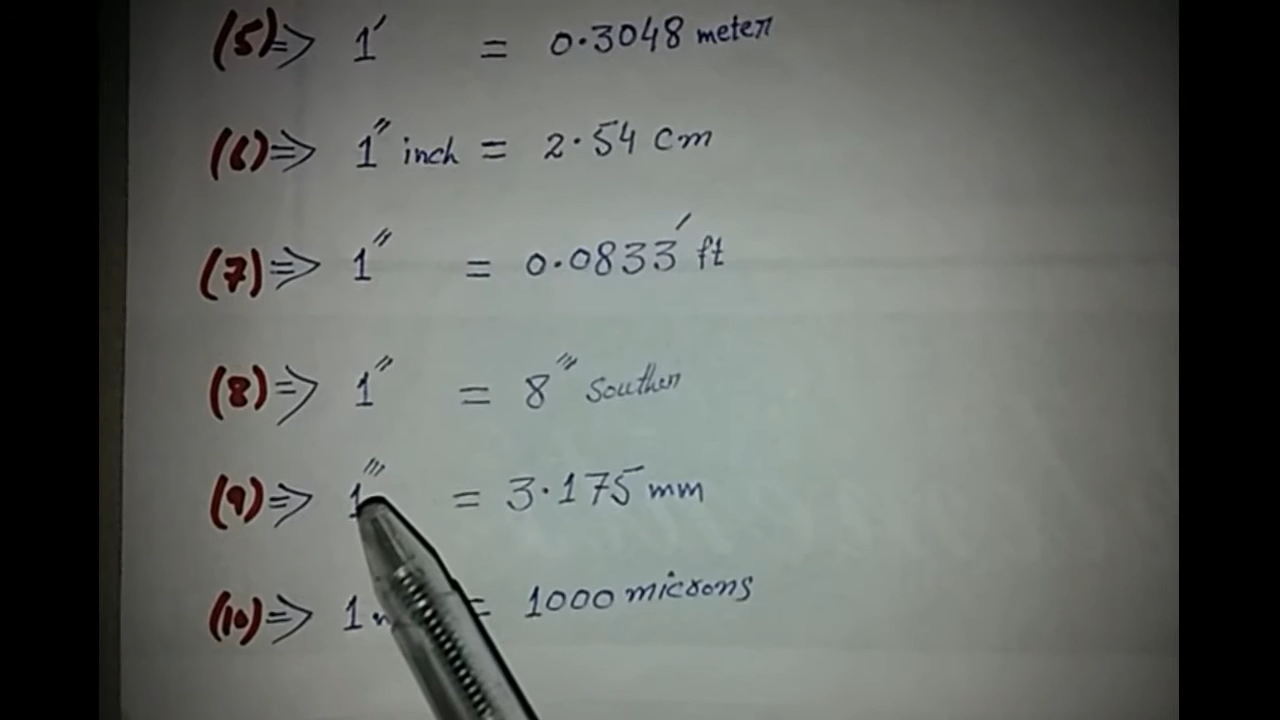 (5)⇒ 1' = 0.3048 meter
(6)⇒ 1" inch = 2.54 cm
(7)⇒ 1" = 0.0833' ft
(8)⇒ 1" = 8''' Souther
(9)⇒ 1''' = 3.175 mm
(10)⇒ 1 = 1000 microns